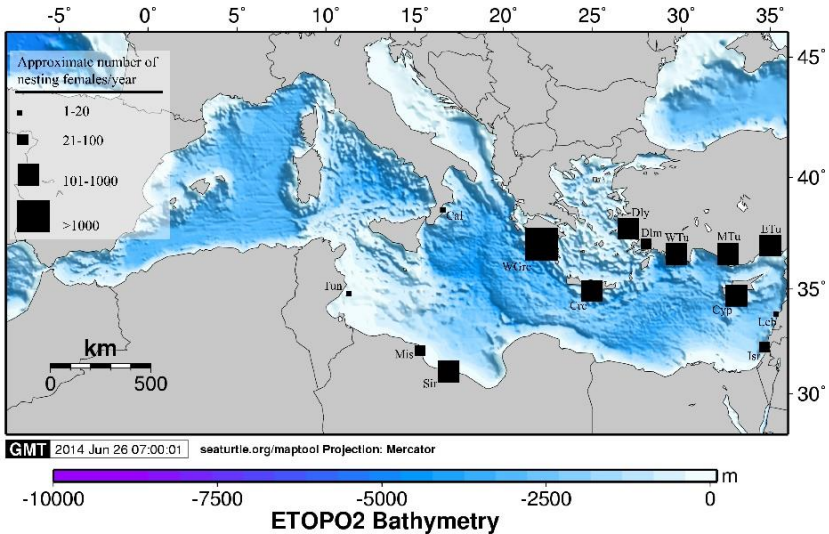 -5° 0° 5° 10° 15° 20° 25° 30° 35°
Approximate number of
nesting females/year
1-20
21-100
101-1000
>1000
45°
40°
35°
30°
Cal
Dly
Dlm
WTu
MTu
ETu
WGre
Tun
Crc
Cyp
Leb
Mis
Isr
Sir
km
0 500
GMT 2014 Jun 26 07:00:01 seaturtle.org/maptool Projection: Mercator
m
-10000 -7500 -5000 -2500 0
ETOPO2 Bathymetry